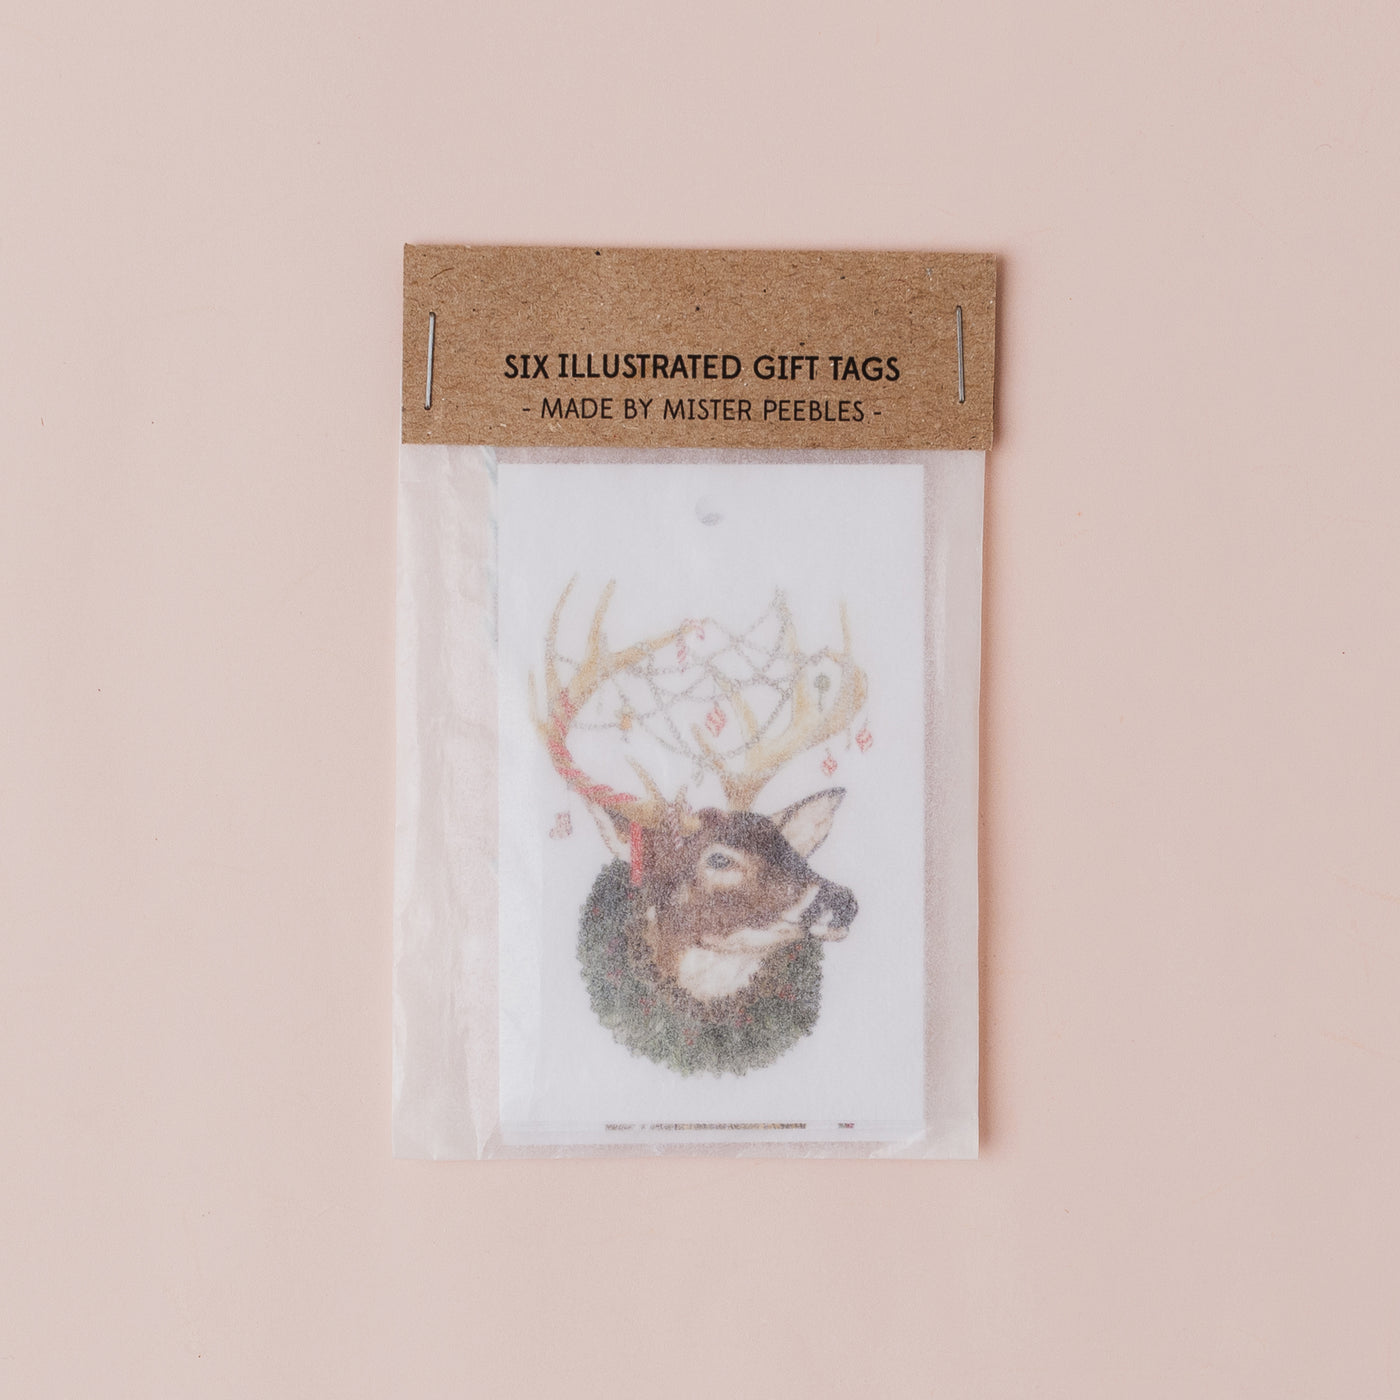 SIX ILLUSTRATED GIFT TAGS
- MADE BY MISTER PEEBLES -